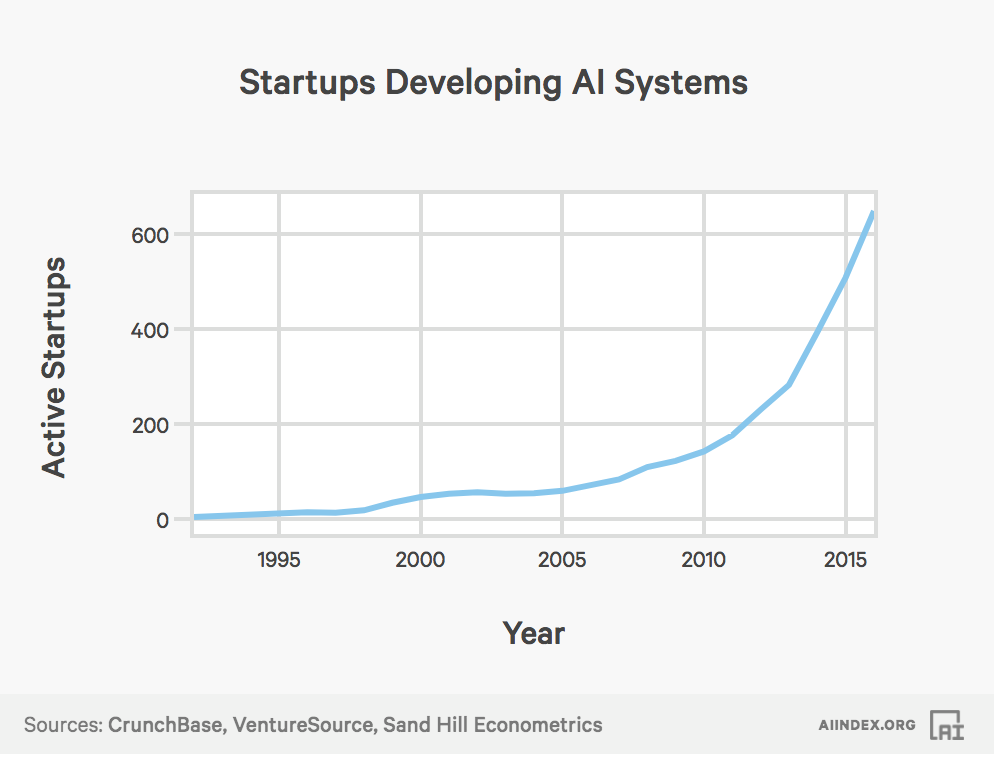 Startups Developing AI Systems
Active Startups
600
400
200
0
1995 2000 2005 2010 2015
Year
Sources: CrunchBase, VentureSource, Sand Hill Econometrics
AIINDEX.ORG AI